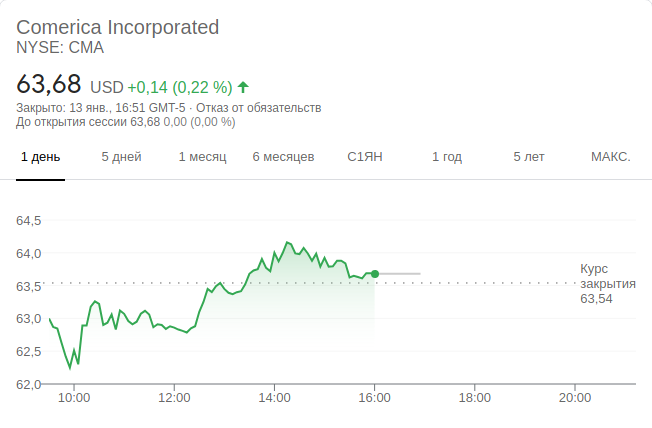 Comerica Incorporated
NYSE: CMA
63,68 USD +0,14 (0,22 %)
Закрыто: 13 янв., 16:51 GMT-5 · Отказ от обязательств
До открытия сессии 63,68 0,00 (0,00 %)
1 день 5 дней 1 месяц 6 месяцев С1ЯН 1 год 5 лет МАКС.
64,5
64,0
Курс
63,5 закрытия
63,54
63,0
62,5
62,0
10:00 12:00 14:00 16:00 18:00 20:00